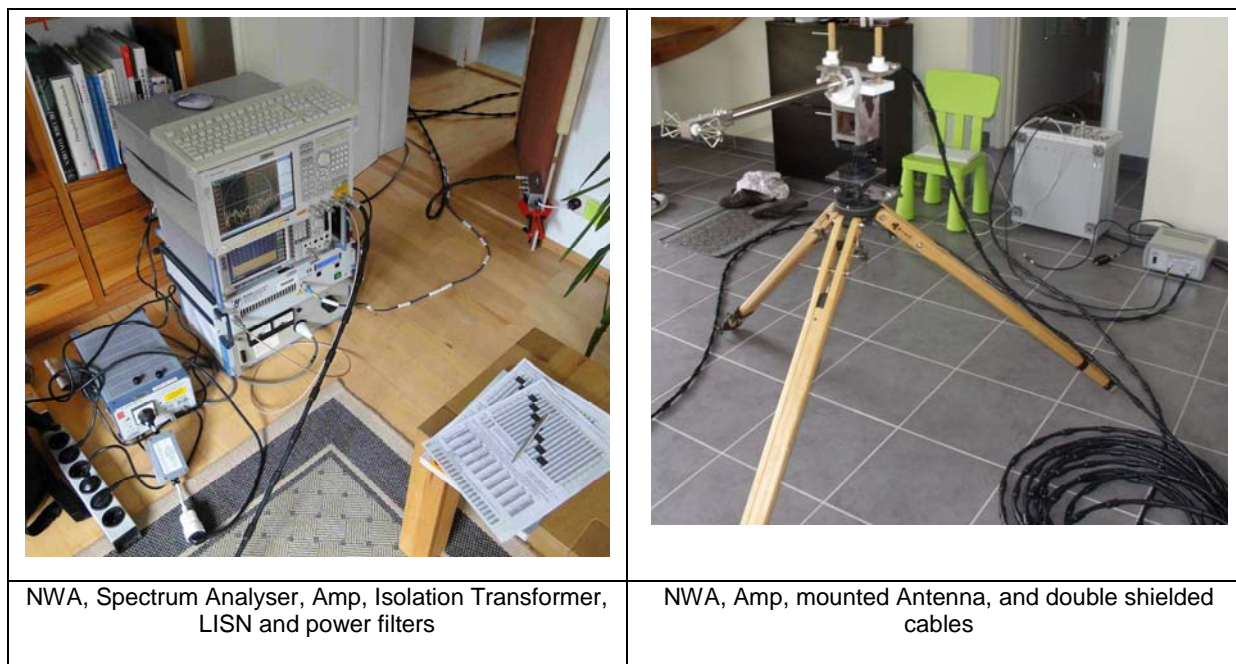 NWA, Spectrum Analyser, Amp, Isolation Transformer,
LISN and power filters
NWA, Amp, mounted Antenna, and double shielded
cables